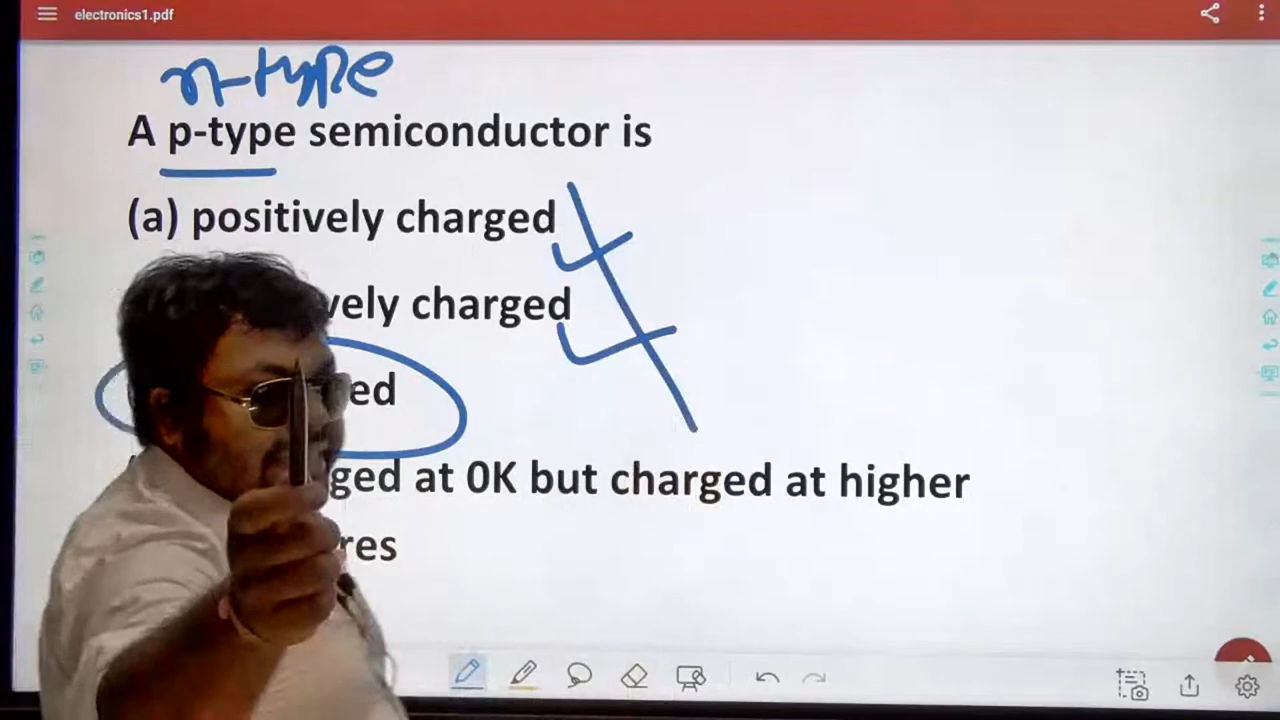 electronics1.pdf
n-type
A p-type semiconductor is
(a) positively charged
vely charged
ed
ged at 0K but charged at higher
res